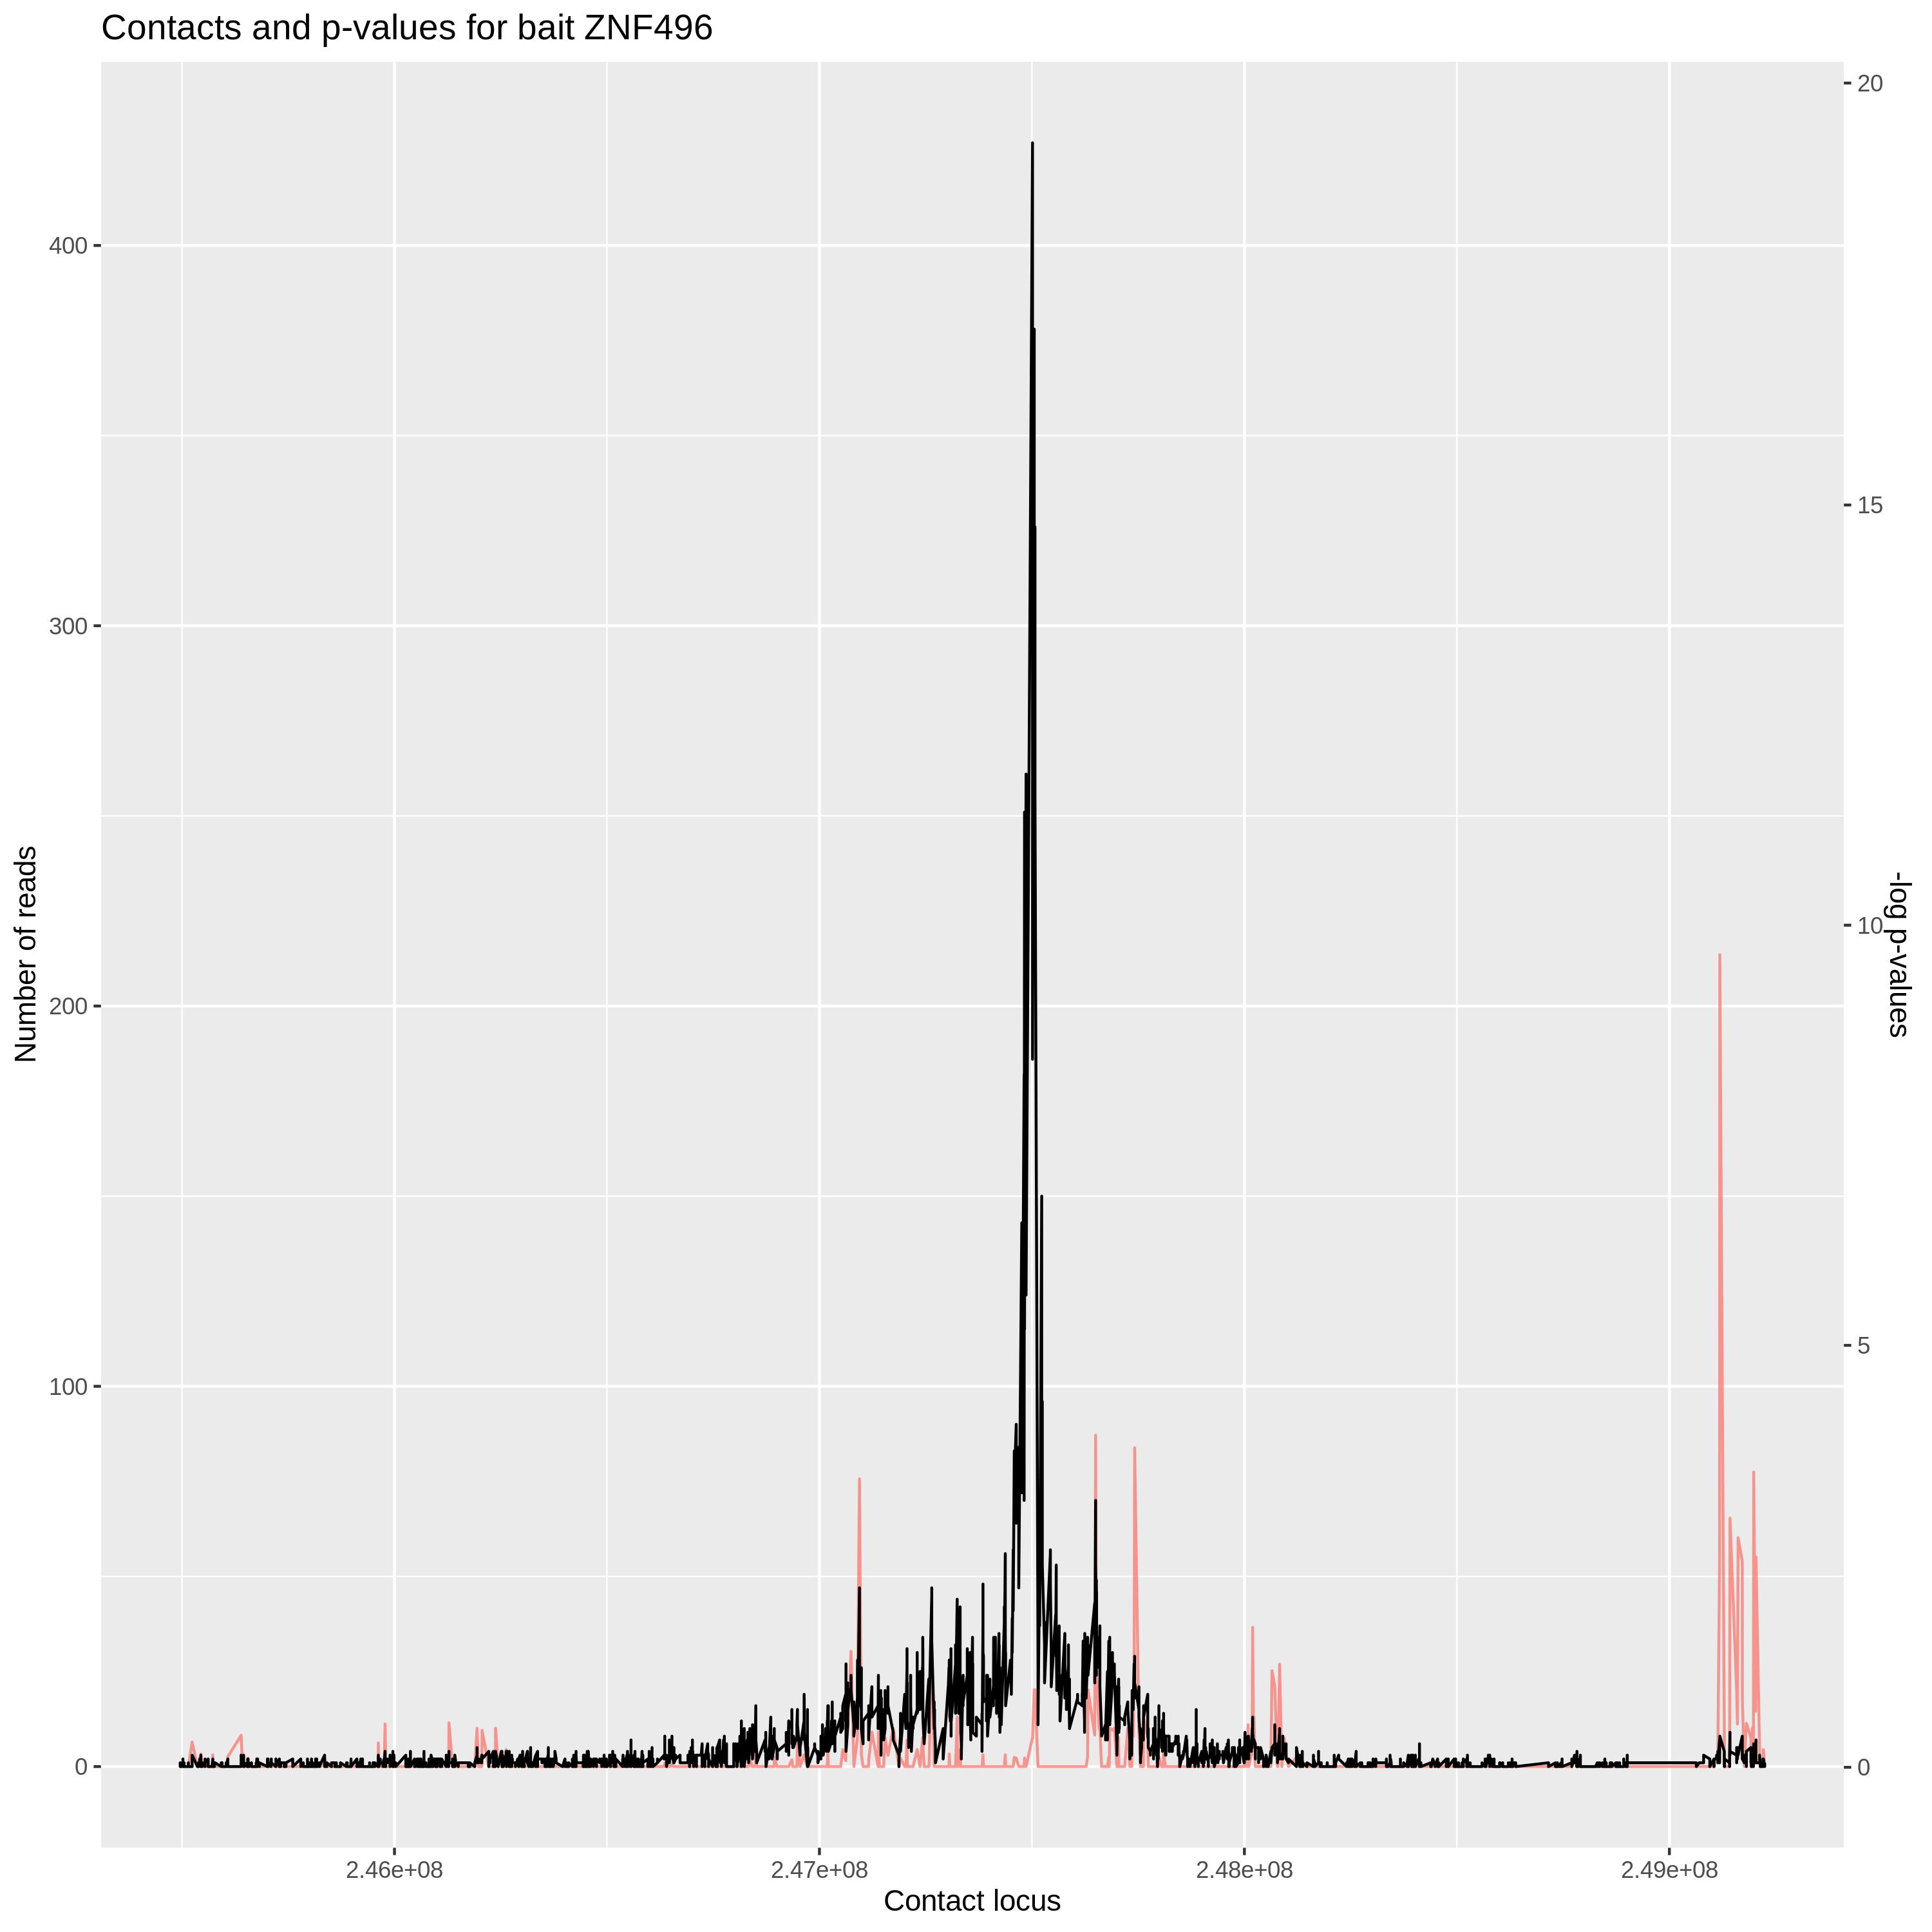 Contacts and p-values for bait ZNF496
Number of reads
400
300
200
100
0
20
15
10
5
0
-log p-values
2.46e+08
2.47e+08
2.48e+08
2.49e+08
Contact locus